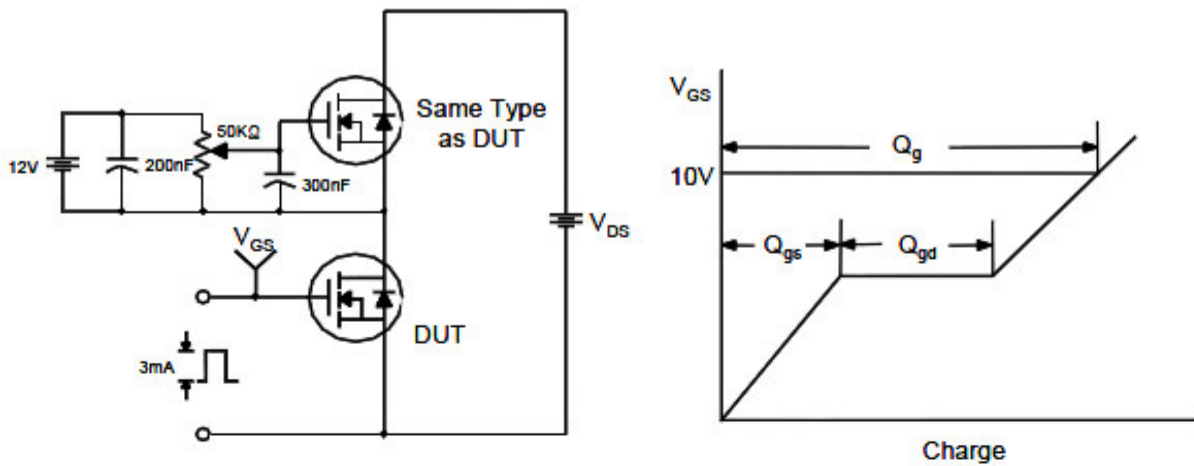 Same Type
as DUT
50KΩ
12V
200nF
300nF
V_GS
V_DS
DUT
3mA
V_GS
Q_g
10V
Q_gs
Q_gd
Charge